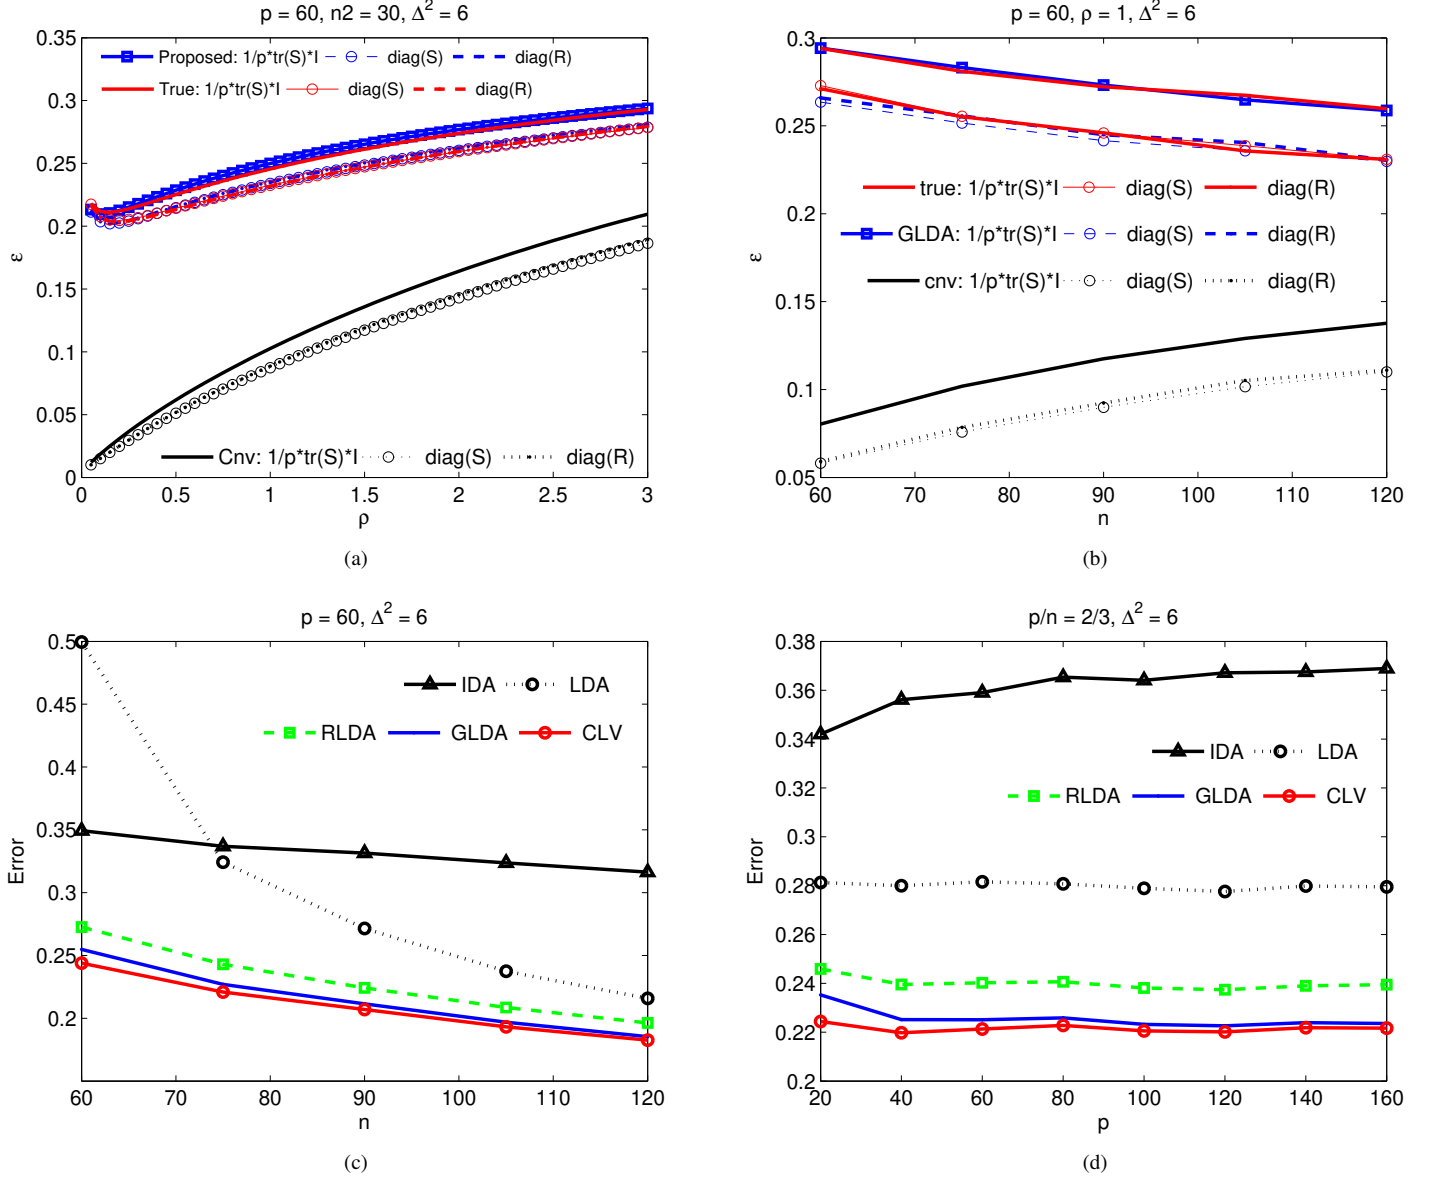 p = 60, n2 = 30, Δ² = 6
0.35
0.3
0.25
0.2
0.15
0.1
0.05
0
ε
Proposed: 1/p*tr(S)*I diag(S) diag(R)
True: 1/p*tr(S)*I diag(S) diag(R)
Cnv: 1/p*tr(S)*I diag(S) diag(R)
0 0.5 1 1.5 2 2.5 3
ρ
(a)
p = 60, ρ = 1, Δ² = 6
0.3
0.25
0.2
0.15
0.1
0.05
ε
true: 1/p*tr(S)*I diag(S) diag(R)
GLDA: 1/p*tr(S)*I diag(S) diag(R)
cnv: 1/p*tr(S)*I diag(S) diag(R)
60 70 80 90 100 110 120
n
(b)
p = 60, Δ² = 6
0.5
0.45
0.4
0.35
0.3
0.25
0.2
Error
IDA LDA
RLDA GLDA CLV
60 70 80 90 100 110 120
n
(c)
p/n = 2/3, Δ² = 6
0.38
0.36
0.34
0.32
0.3
0.28
0.26
0.24
0.22
0.2
Error
IDA LDA
RLDA GLDA CLV
20 40 60 80 100 120 140 160
p
(d)